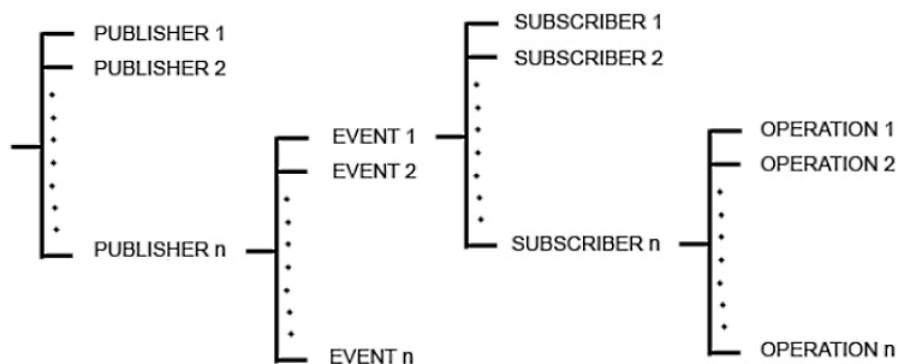 PUBLISHER 1
PUBLISHER 2
PUBLISHER n
EVENT 1
EVENT 2
EVENT n
SUBSCRIBER 1
SUBSCRIBER 2
SUBSCRIBER n
OPERATION 1
OPERATION 2
OPERATION n